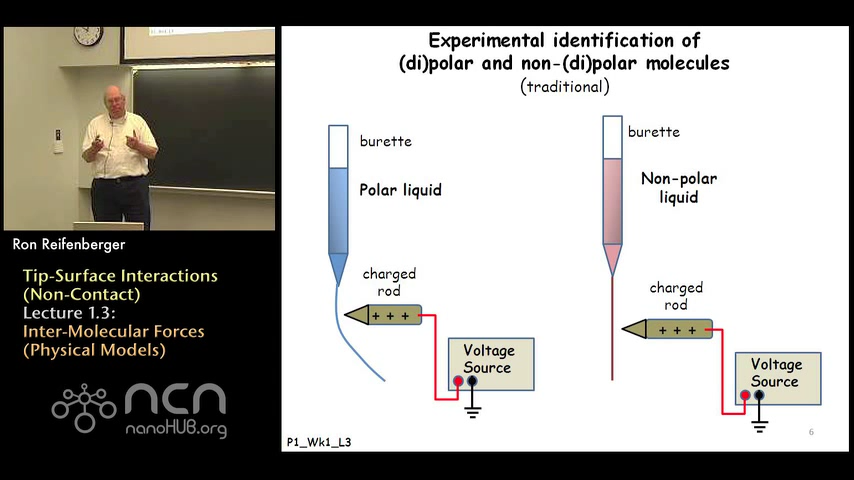 Experimental identification of
(di)polar and non-(di)polar molecules
(traditional)
burette
Polar liquid
charged
rod
+ + +
Voltage
Source
burette
Non-polar
liquid
charged
rod
+ + +
Voltage
Source
6
P1_Wk1_L3
Ron Reifenberger
Tip-Surface Interactions
(Non-Contact)
Lecture 1.3:
Inter-Molecular Forces
(Physical Models)
ncn
nanoHUB.org